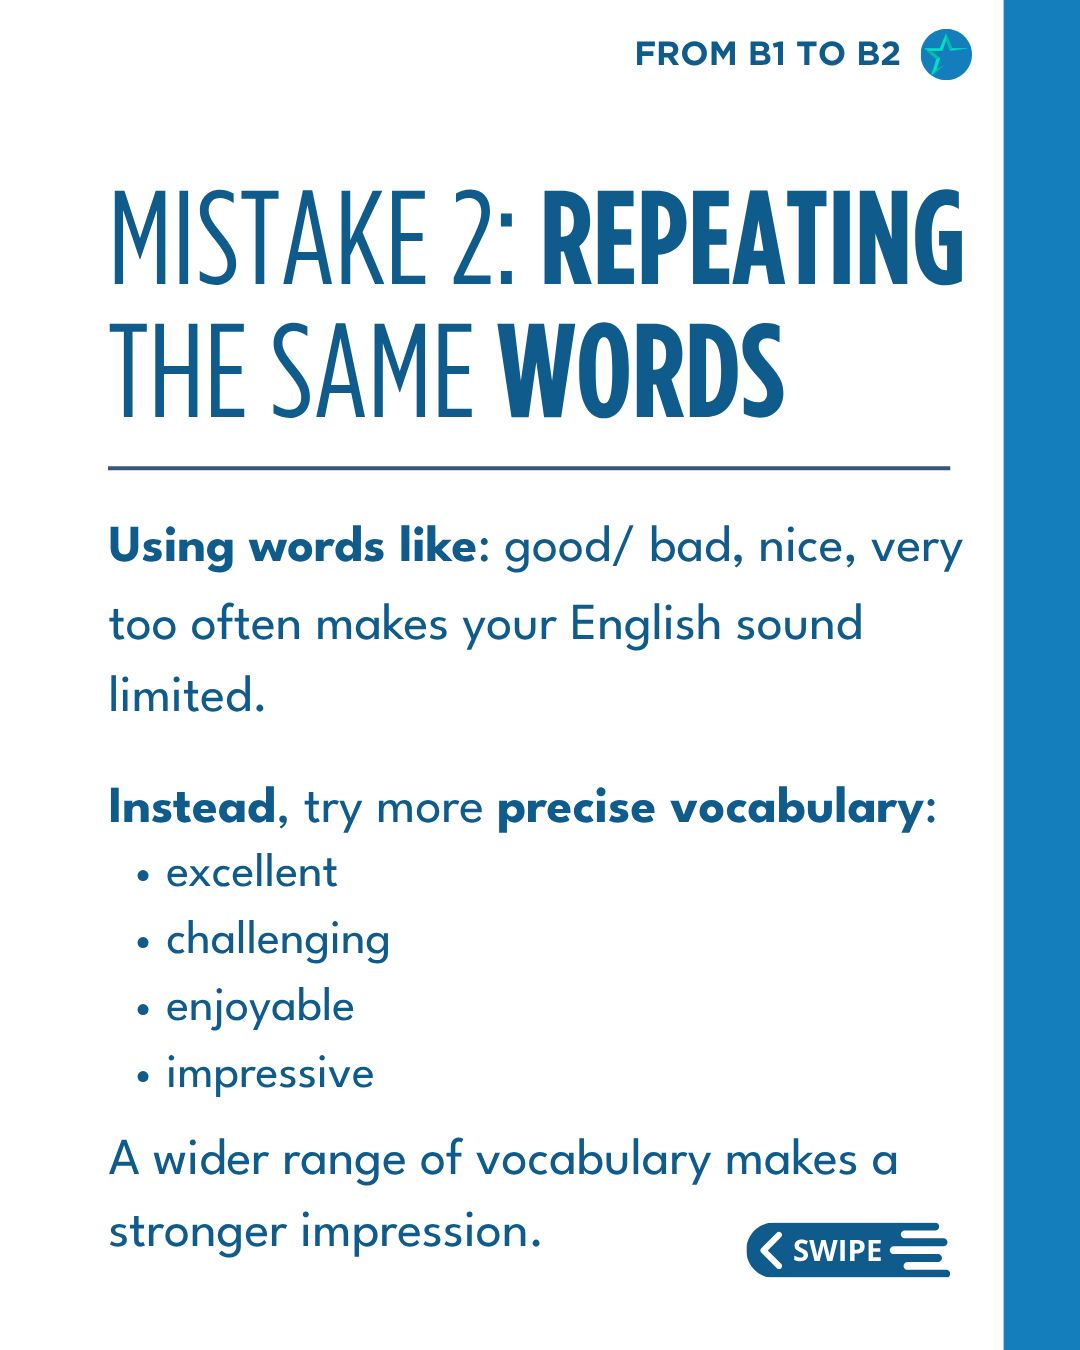 FROM B1 TO B2
MISTAKE 2: REPEATING
THE SAME WORDS
Using words like: good/ bad, nice, very
too often makes your English sound
limited.
Instead, try more precise vocabulary:
• excellent
• challenging
• enjoyable
• impressive
A wider range of vocabulary makes a
stronger impression.
SWIPE